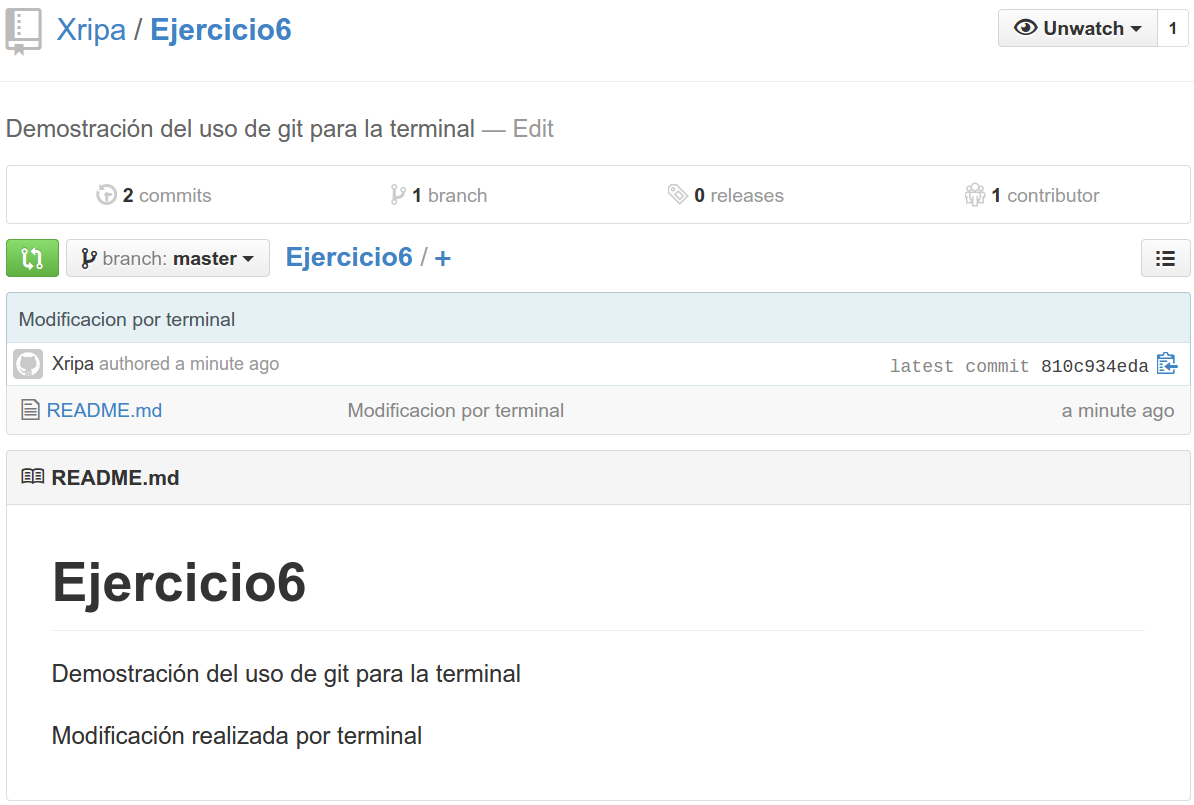 Xripa / Ejercicio6
Unwatch 1
Demostración del uso de git para la terminal — Edit
2 commits 1 branch 0 releases 1 contributor
branch: master Ejercicio6 / +
Modificacion por terminal
Xripa authored a minute ago latest commit 810c934eda
README.md Modificacion por terminal a minute ago
README.md
Ejercicio6
Demostración del uso de git para la terminal
Modificación realizada por terminal